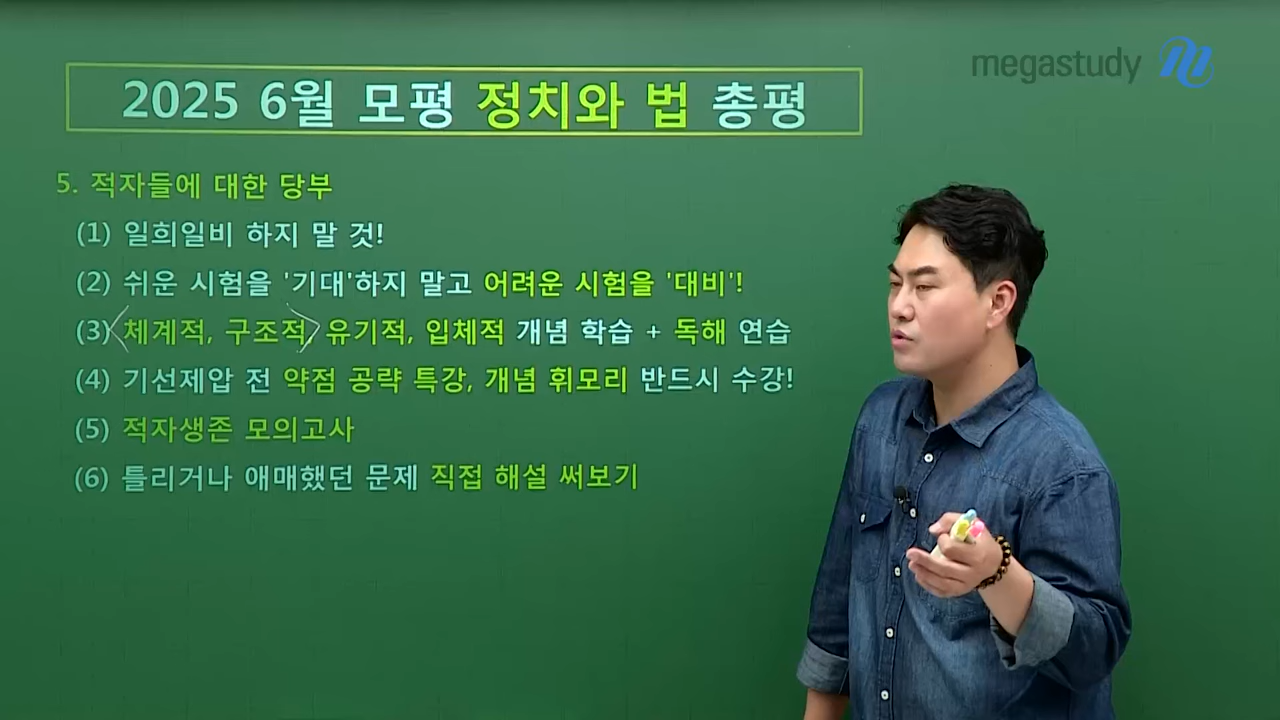 megastudy
2025 6월 모평 정치와 법 총평
5. 적자들에 대한 당부
(1) 일희일비 하지 말 것!
(2) 쉬운 시험을 '기대'하지 말고 어려운 시험을 '대비'!
(3) 체계적, 구조적, 유기적, 입체적 개념 학습 + 독해 연습
(4) 기선제압 전 약점 공략 특강, 개념 휘모리 반드시 수강!
(5) 적자생존 모의고사
(6) 틀리거나 애매했던 문제 직접 해설 써보기